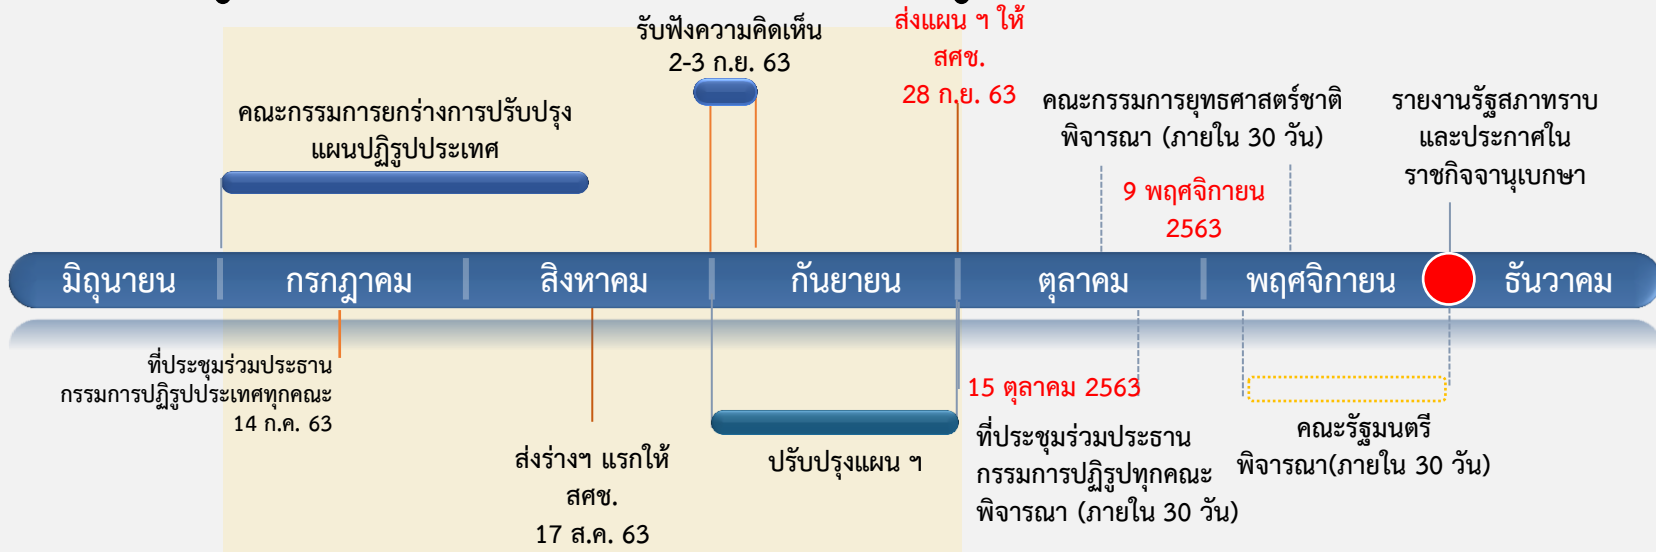 รับฟังความคิดเห็น
2-3 ก.ย. 63
ส่งแผน ฯ ให้
สศช.
28 ก.ย. 63
คณะกรรมการยกร่างการปรับปรุง
แผนปฏิรูปประเทศ
คณะกรรมการยุทธศาสตร์ชาติ
พิจารณา (ภายใน 30 วัน)
9 พฤศจิกายน
2563
รายงานรัฐสภาทราบ
และประกาศใน
ราชกิจจานุเบกษา
มิถุนายน
กรกฎาคม
สิงหาคม
กันยายน
ตุลาคม
พฤศจิกายน
ธันวาคม
ที่ประชุมร่วมประธาน
กรรมการปฏิรูปประเทศทุกคณะ
14 ก.ค. 63
ส่งร่างฯ แรกให้
สศช.
17 ส.ค. 63
ปรับปรุงแผน ฯ
15 ตุลาคม 2563
ที่ประชุมร่วมประธาน
กรรมการปฏิรูปทุกคณะ
พิจารณา (ภายใน 30 วัน)
คณะรัฐมนตรี
พิจารณา(ภายใน 30 วัน)